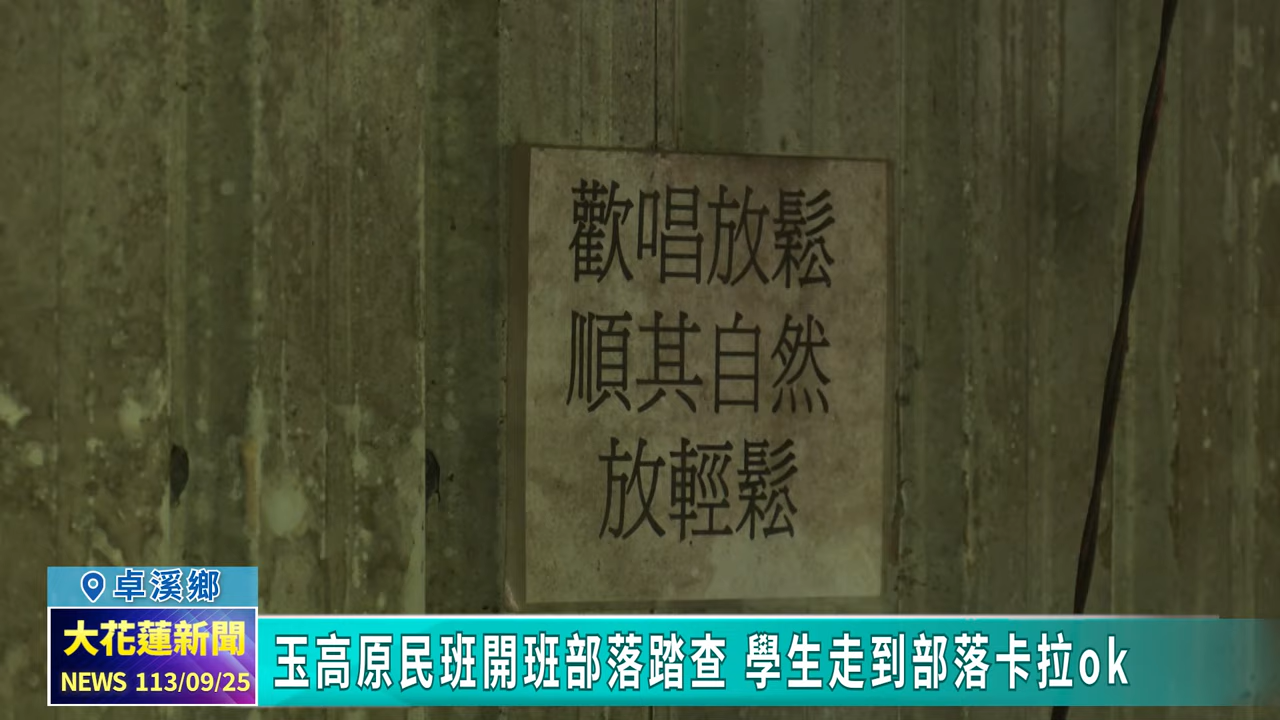 歡唱放鬆
順其自然
放輕鬆
卓溪鄉
大花蓮新聞
NEWS 113/09/25
玉高原民班開班部落踏查 學生走到部落卡拉ok